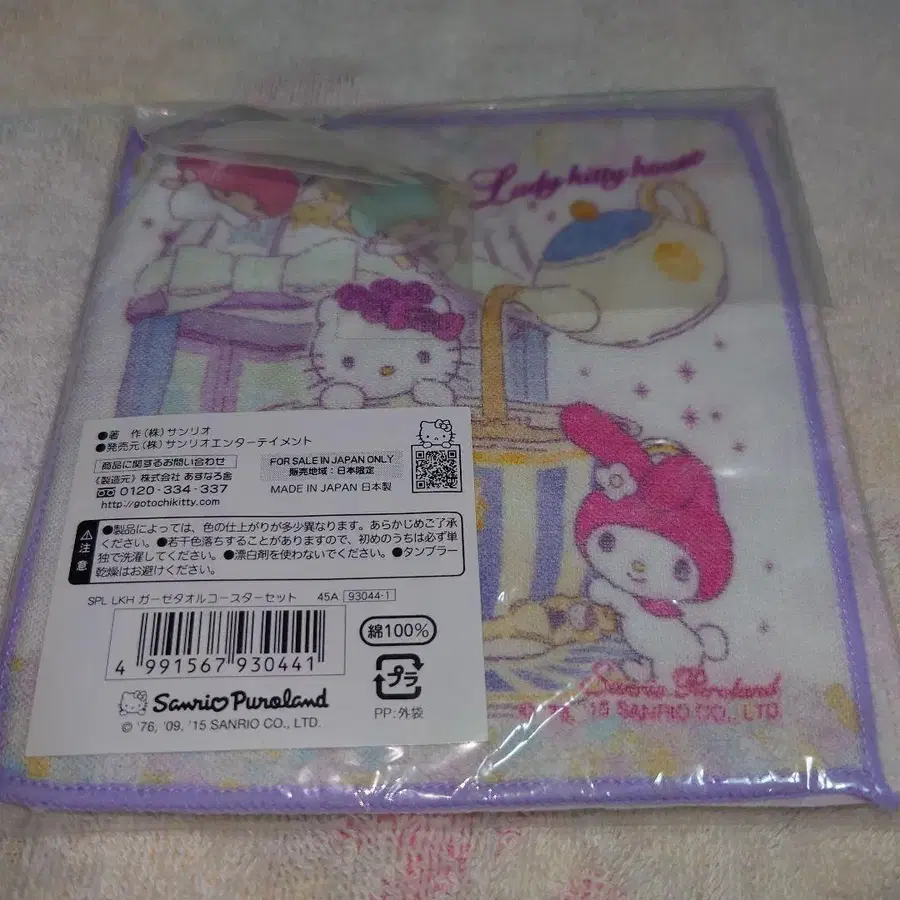 Lady kitty house
●著 作(株)サンリオ
●発売元(株)サンリオエンターテイメント
商品に関するお問い合わせ
《製造元》株式会社 あすなろ舎
0120-334-337
http://gotochikitty.com/
FOR SALE IN JAPAN ONLY
販売地域:日本限定
MADE IN JAPAN 日本製
注意
●製品によっては、色の仕上がりが多少異なります。あらかじめご了承
ください。●若干色落ちすることがありますので、初めのうちは必ず単
独で洗濯してください。●漂白剤を使わないでください。●タンブラー
乾燥はお避けください。
SPL LKH ガーゼタオルコースターセット 45A 93044-1
4 991567 930441
綿100%
プラ
PP:外袋
Sanrio Puroland
© '76, '09, '15 SANRIO CO., LTD.
Sanrio Puroland
© '76, '15 SANRIO CO., LTD.